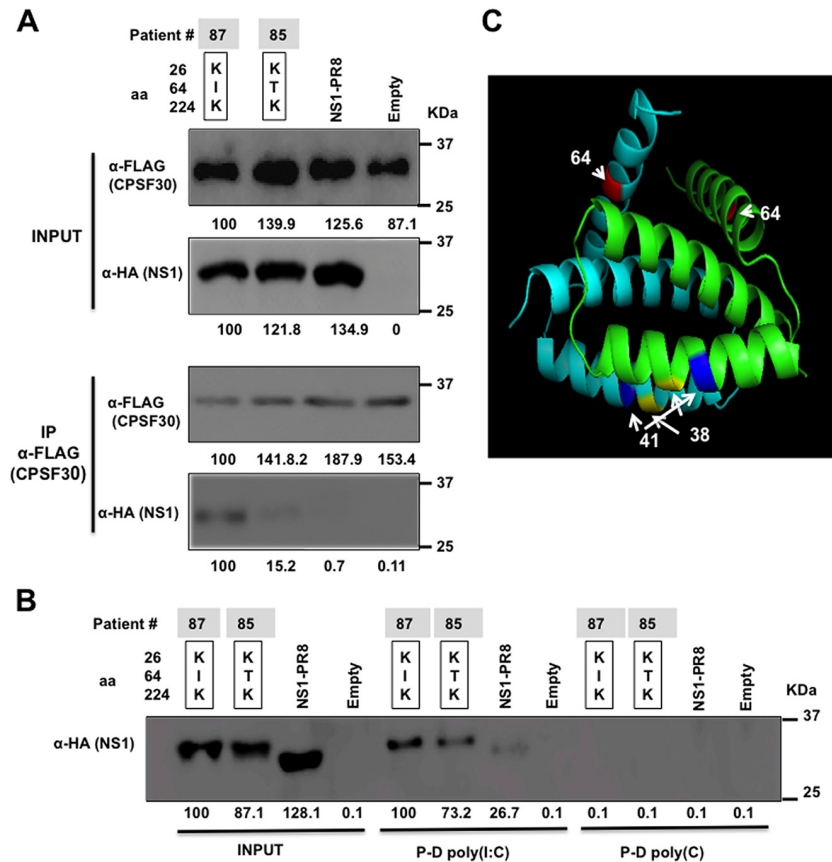 A
Patient # 87 85
26 K K
aa 64 I T NS1-PR8 Empty
224 K K
KDa
INPUT
α-FLAG (CPSF30)
37
25
100 139.9 125.6 87.1
α-HA (NS1)
37
25
100 121.8 134.9 0
IP α-FLAG (CPSF30)
α-FLAG (CPSF30)
37
100 141.8.2 187.9 153.4
α-HA (NS1)
37
25
100 15.2 0.7 0.11
C
64
64
41 38
B
Patient # 87 85 87 85 87 85
26 K K K K K K
aa 64 I T NS1-PR8 Empty I T NS1-PR8 Empty I T NS1-PR8 Empty
224 K K K K K K
KDa
α-HA (NS1)
37
25
100 87.1 128.1 0.1 100 73.2 26.7 0.1 0.1 0.1 0.1 0.1
INPUT P-D poly(I:C) P-D poly(C)